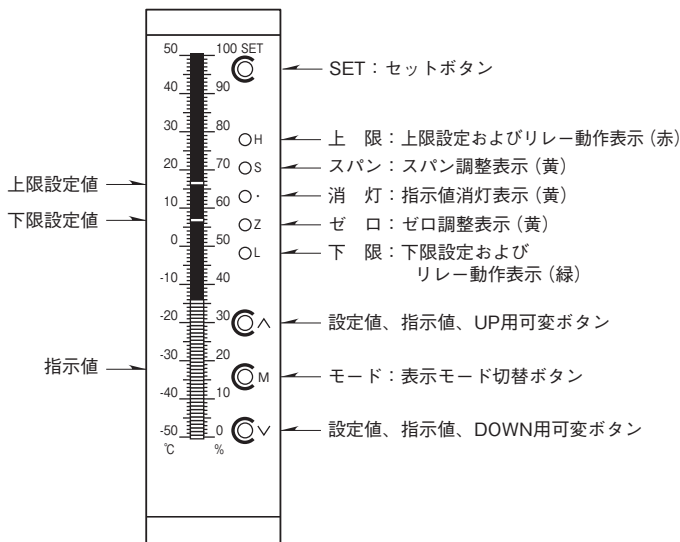 50 100 SET
SET：セットボタン
40 90
30 80
H 上　限：上限設定およびリレー動作表示（赤）
20 70
S スパン：スパン調整表示（黄）
上限設定値
・ 消　灯：指示値消灯表示（黄）
10 60
下限設定値
Z ゼ　ロ：ゼロ調整表示（黄）
0 50
L 下　限：下限設定および
リレー動作表示（緑）
-10 40
-20 30
∧ 設定値、指示値、UP用可変ボタン
-30 20
指示値
M モード：表示モード切替ボタン
-40 10
-50 0
∨ 設定値、指示値、DOWN用可変ボタン
℃ %